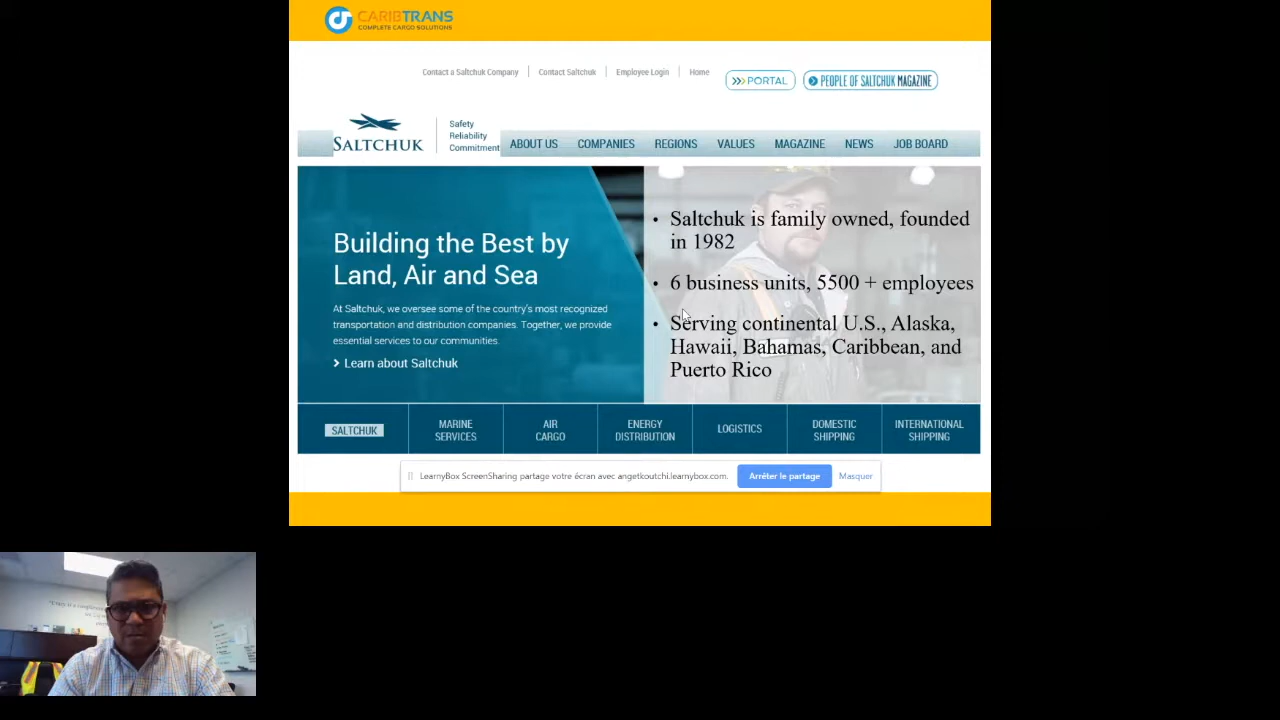 CARIBTRANS
COMPLETE CARGO SOLUTIONS
Contact a Saltchuk Company
Contact Saltchuk
Employee Login
Home
PORTAL
PEOPLE OF SALTCHUK MAGAZINE
SALTCHUK
Safety
Reliability
Commitment
ABOUT US
COMPANIES
REGIONS
VALUES
MAGAZINE
NEWS
JOB BOARD
Building the Best by
Land, Air and Sea
At Saltchuk, we oversee some of the country's most recognized
transportation and distribution companies. Together, we provide
essential services to our communities.
Learn about Saltchuk
• Saltchuk is family owned, founded
in 1982
• 6 business units, 5500 + employees
• Serving continental U.S., Alaska,
Hawaii, Bahamas, Caribbean, and
Puerto Rico
SALTCHUK
MARINE
SERVICES
AIR
CARGO
ENERGY
DISTRIBUTION
LOGISTICS
DOMESTIC
SHIPPING
INTERNATIONAL
SHIPPING
LearnyBox ScreenSharing partage votre écran avec angetkoutchi.learnybox.com.
Arrêter le partage
Masquer